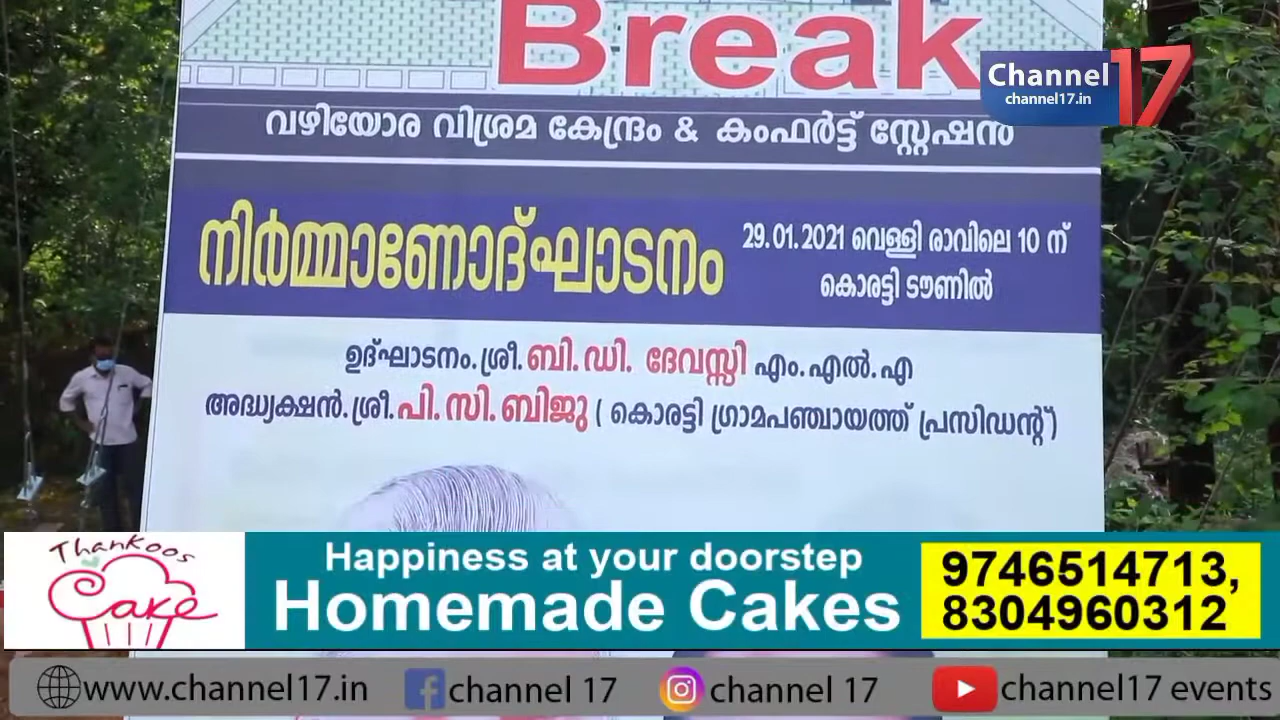 Break
Channel 17
channel17.in
വഴിയോര വിശ്രമ കേന്ദ്രം & കംഫർട്ട് സ്റ്റേഷൻ
നിർമ്മാണോദ്ഘാടനം
29.01.2021 വെള്ളി രാവിലെ 10 ന്
കൊരട്ടി ടൗണിൽ
ഉദ്ഘാടനം.ശ്രീ.ബി.ഡി. ദേവസ്സി എം.എൽ.എ
അദ്ധ്യക്ഷൻ.ശ്രീ.പി.സി.ബിജു ( കൊരട്ടി ഗ്രാമപഞ്ചായത്ത് പ്രസിഡന്റ്)
Thankoos
Cake
Happiness at your doorstep
Homemade Cakes
9746514713,
8304960312
www.channel17.in channel 17 channel 17 channel17 events